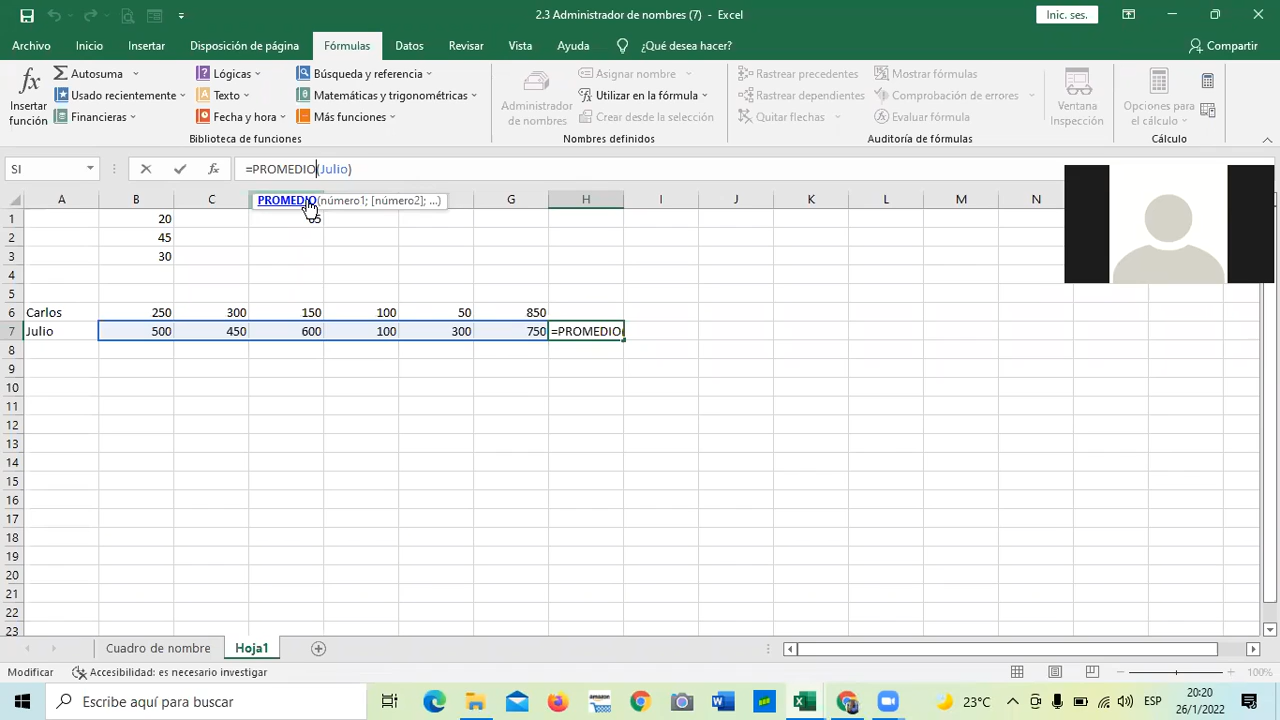 2.3 Administrador de nombres (7) - Excel
Inic. ses.
Archivo Inicio Insertar Disposición de página Fórmulas Datos Revisar Vista Ayuda ¿Qué desea hacer? Compartir
Insertar función
Autosuma
Usado recientemente
Financieras
Lógicas
Texto
Fecha y hora
Búsqueda y referencia
Matemáticas y trigonométricas
Más funciones
Biblioteca de funciones
Administrador de nombres
Asignar nombre
Utilizar en la fórmula
Crear desde la selección
Nombres definidos
Rastrear precedentes
Rastrear dependientes
Quitar flechas
Mostrar fórmulas
Comprobación de errores
Evaluar fórmula
Auditoría de fórmulas
Ventana Inspección
Opciones para el cálculo
Cálculo
SI
fx
=PROMEDIO(Julio)
PROMEDIO(número1; [número2]; ...)
A B C G H I J K L M N
1 20
2 45
3 30
4
5
6 Carlos 250 300 150 100 50 850
7 Julio 500 450 600 100 300 750 =PROMEDIO(
8
9
10
11
12
13
14
15
16
17
18
19
20
21
22
23
Cuadro de nombre Hoja1
Modificar Accesibilidad: es necesario investigar 100%
Escribe aquí para buscar
23°C
ESP
20:20
26/1/2022